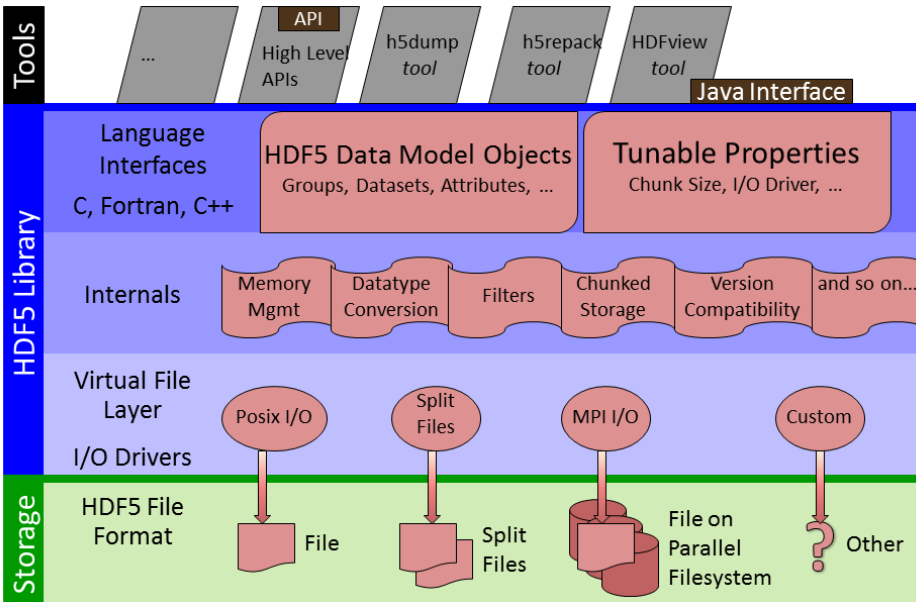 Tools
...
API
High Level
APIs
h5dump
tool
h5repack
tool
HDFview
tool
Java Interface
HDF5 Library
Language
Interfaces
C, Fortran, C++
HDF5 Data Model Objects
Groups, Datasets, Attributes, ...
Tunable Properties
Chunk Size, I/O Driver, ...
Internals
Memory
Mgmt
Datatype
Conversion
Filters
Chunked
Storage
Version
Compatibility
and so on...
Virtual File
Layer
I/O Drivers
Posix I/O
Split
Files
MPI I/O
Custom
Storage
HDF5 File
Format
File
Split
Files
File on
Parallel
Filesystem
?
Other